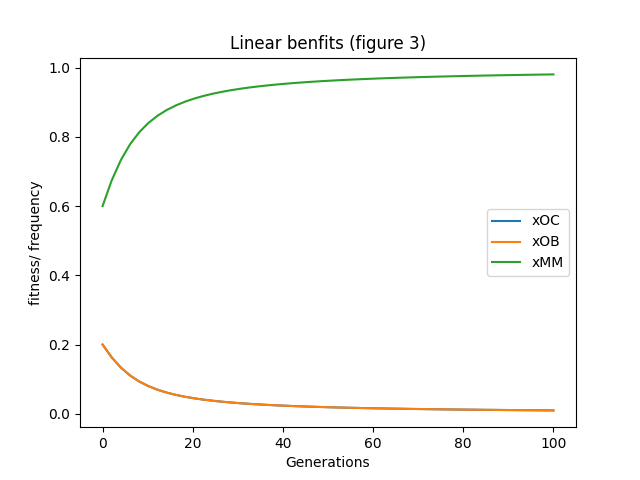 Linear benfits (figure 3)
1.0
0.8
0.6
0.4
0.2
0.0
fitness/ frequency
xOC
xOB
xMM
0 20 40 60 80 100
Generations